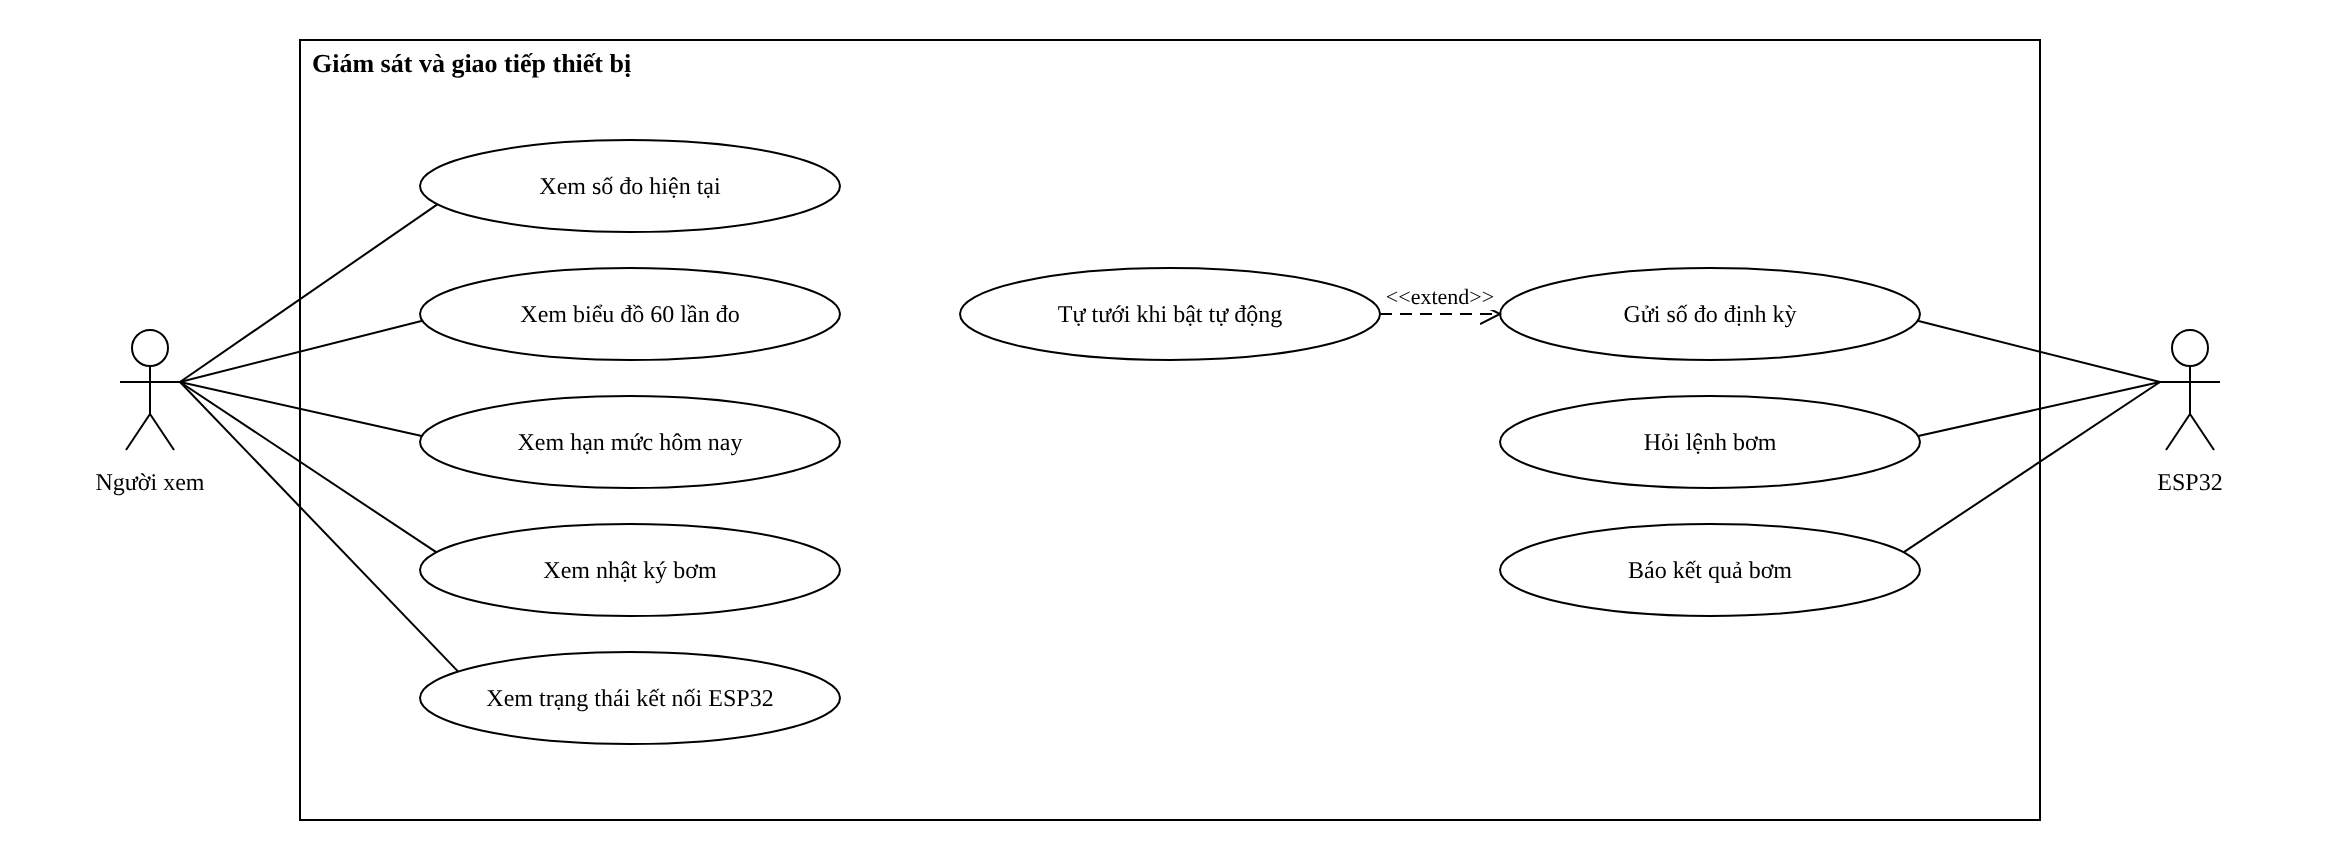 Giám sát và giao tiếp thiết bị
Xem số đo hiện tại
Xem biểu đồ 60 lần đo
Tự tưới khi bật tự động
<<extend>>
Gửi số đo định kỳ
Xem hạn mức hôm nay
Hỏi lệnh bơm
Người xem
ESP32
Xem nhật ký bơm
Báo kết quả bơm
Xem trạng thái kết nối ESP32